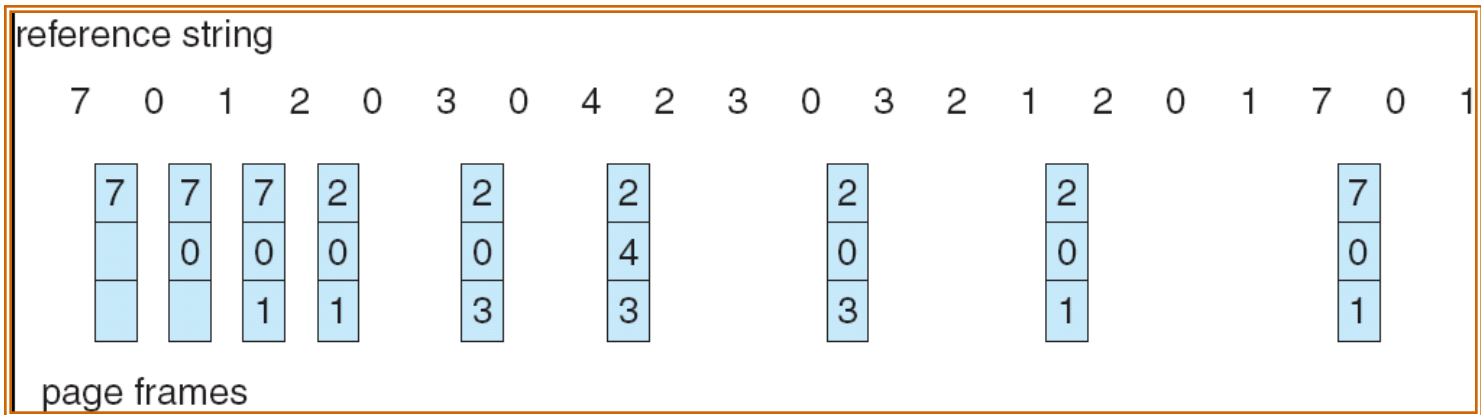 reference string
7 0 1 2 0 3 0 4 2 3 0 3 2 1 2 0 1 7 0 1
7 7 7 2 2 2 2 2 7
0 0 0 0 4 0 0 0
1 1 3 3 3 1 1
page frames